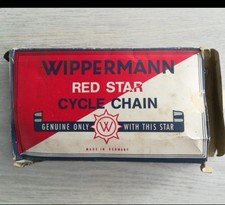 WIPPERMANN
RED STAR
CYCLE CHAIN
GENUINE ONLY W WITH THIS STAR
MADE IN GERMANY